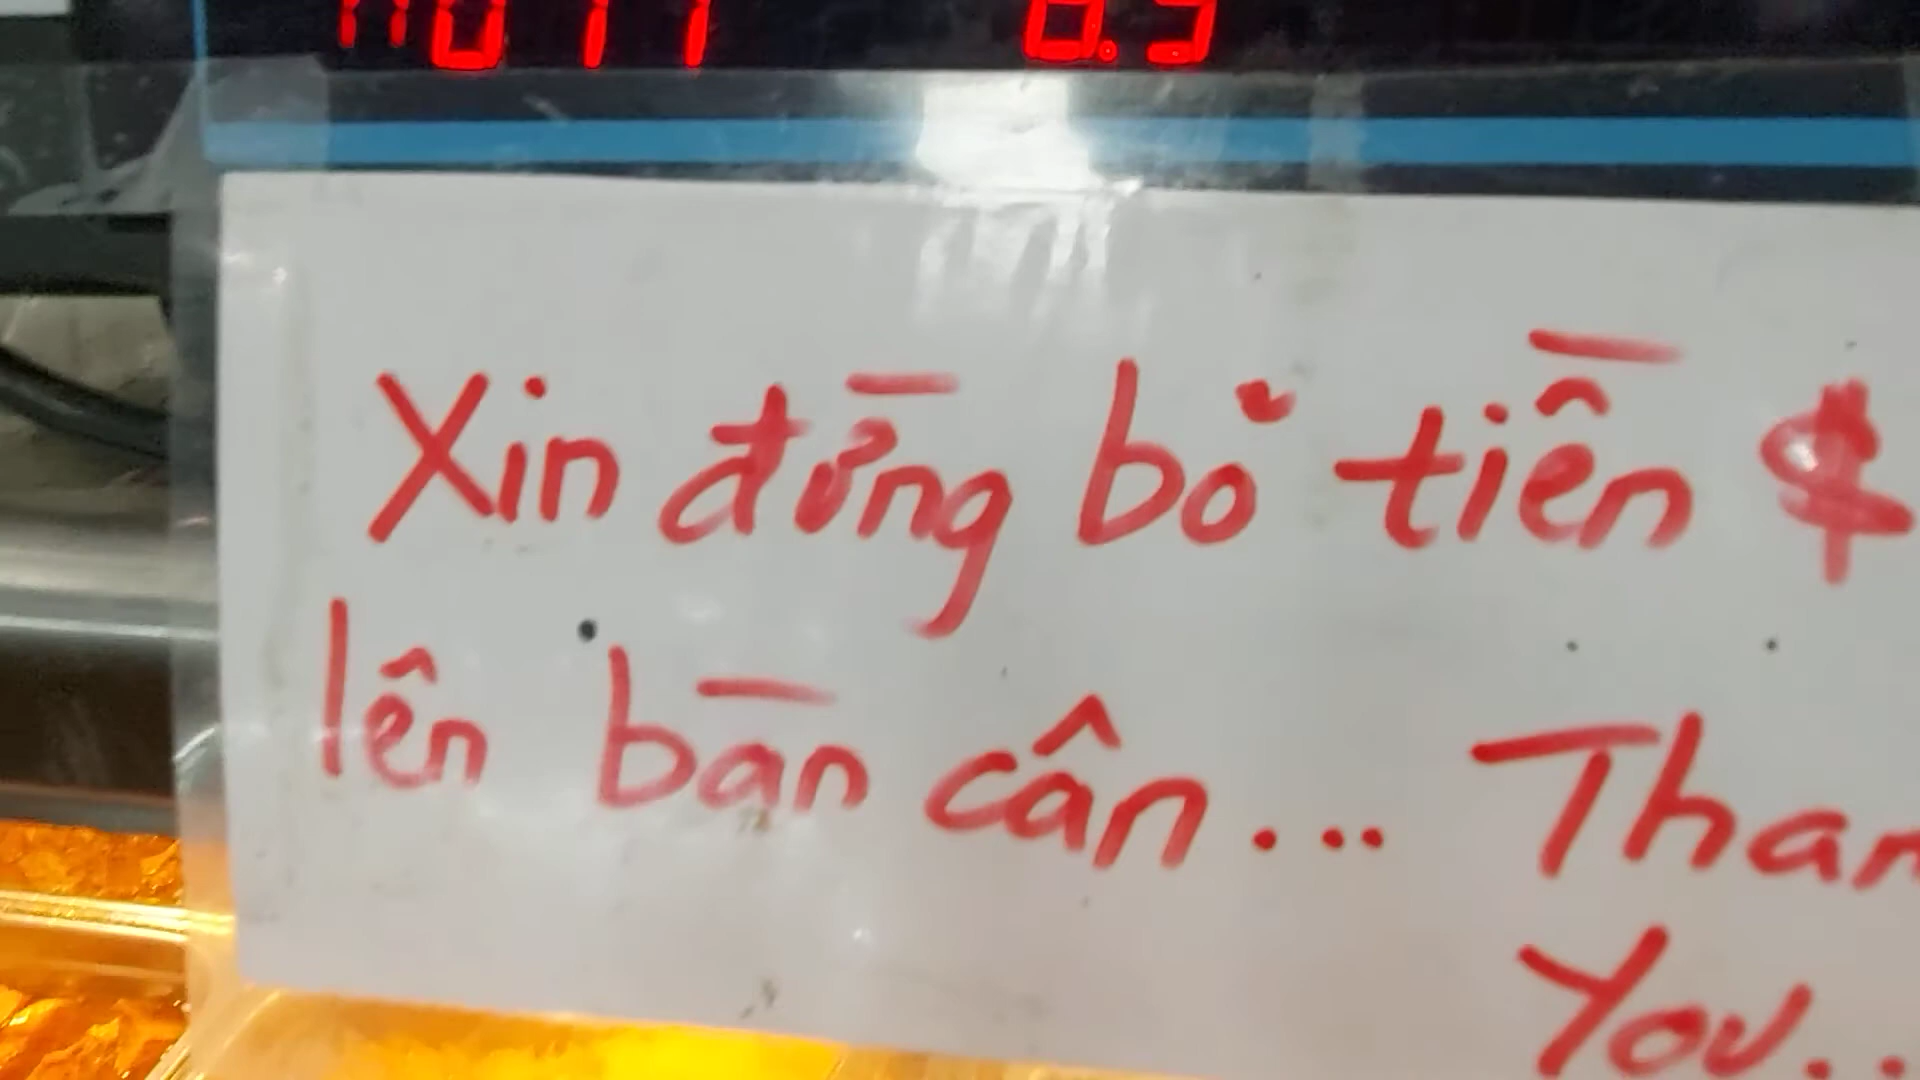 Xin đừng bỏ tiền $
lên bàn cân... Than
You..